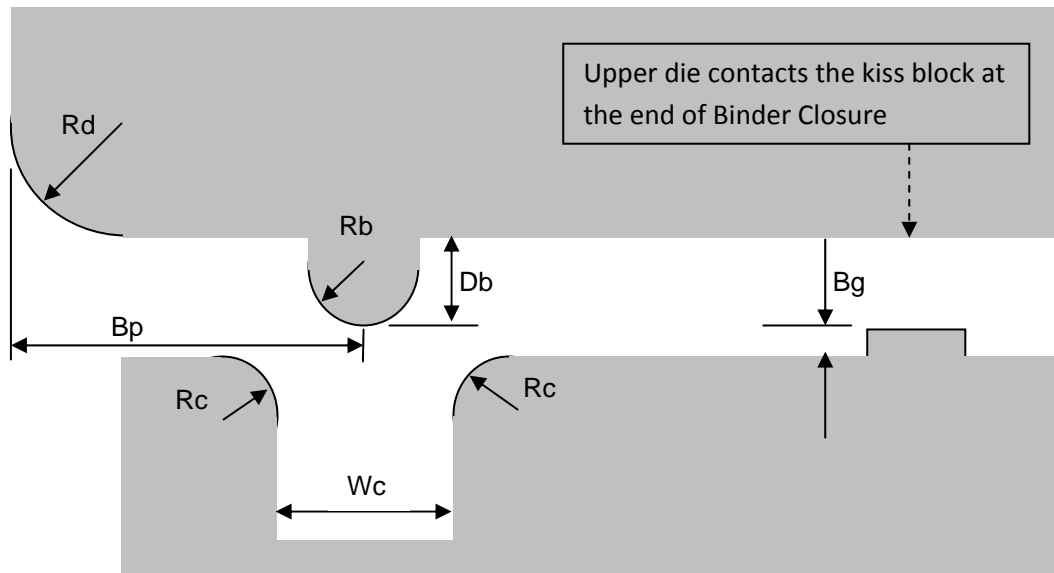 Upper die contacts the kiss block at
the end of Binder Closure
Rd
Rb
Db
Bg
Bp
Rc
Rc
Wc